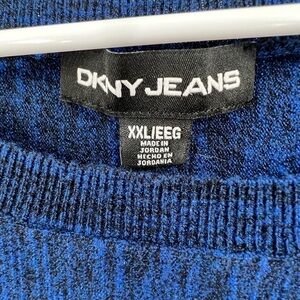 DKNY JEANS
XXL/EEG
MADE IN
JORDAN
HECHO EN
JORDANIA